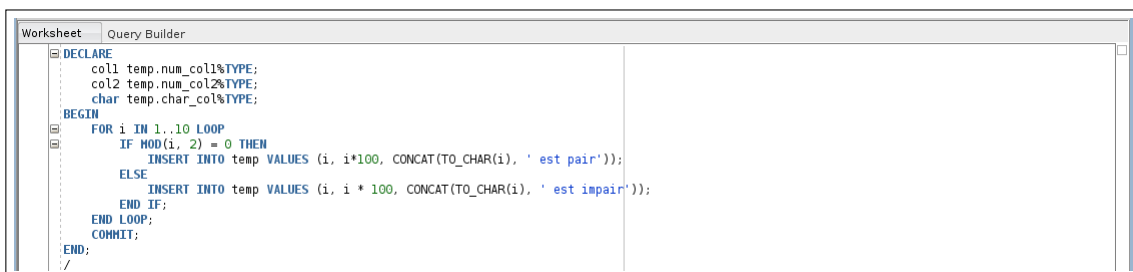 Worksheet Query Builder
DECLARE
col1 temp.num_col1%TYPE;
col2 temp.num_col2%TYPE;
char temp.char_col%TYPE;
BEGIN
FOR i IN 1..10 LOOP
IF MOD(i, 2) = 0 THEN
INSERT INTO temp VALUES (i, i*100, CONCAT(TO_CHAR(i), ' est pair'));
ELSE
INSERT INTO temp VALUES (i, i * 100, CONCAT(TO_CHAR(i), ' est impair'));
END IF;
END LOOP;
COMMIT;
END;
/